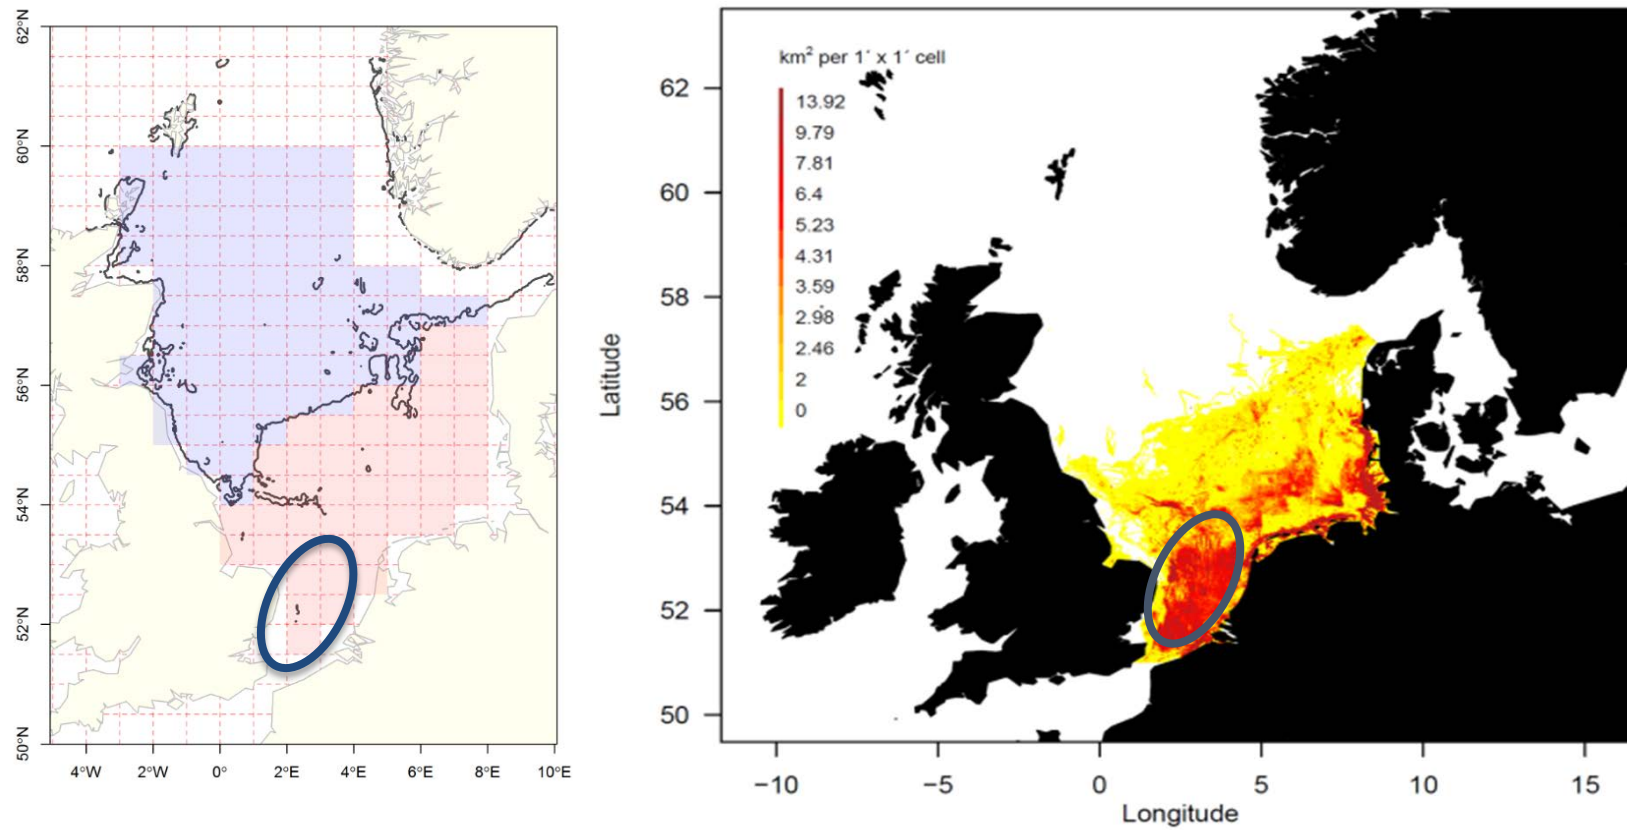 62°N
60°N
58°N
56°N
54°N
52°N
50°N
4°W 2°W 0° 2°E 4°E 6°E 8°E 10°E
km² per 1´ x 1´ cell
13.92
9.79
7.81
6.4
5.23
4.31
3.59
2.98
2.46
2
0
Latitude
62
60
58
56
54
52
50
−10 −5 0 5 10 15
Longitude